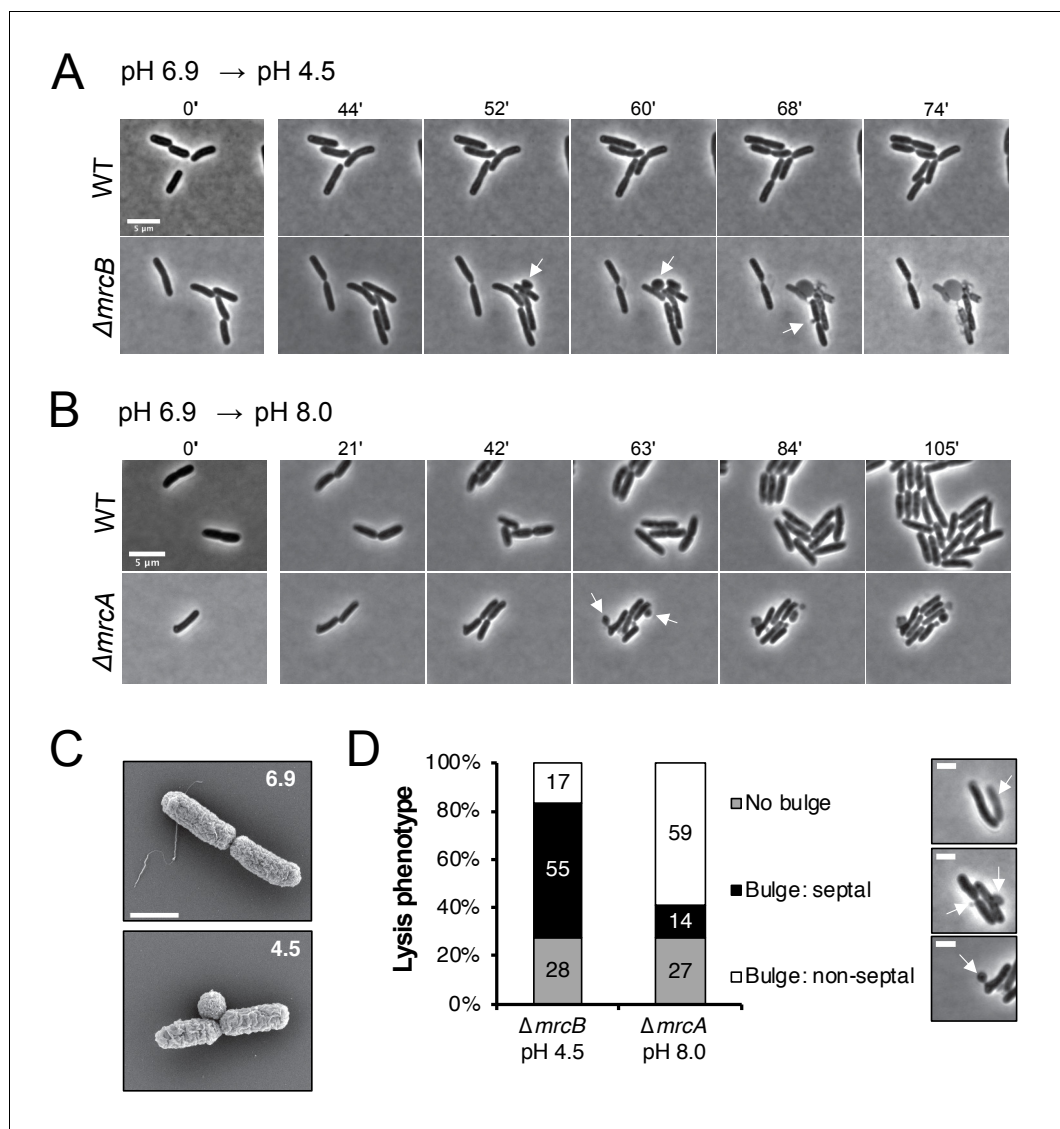 A
pH 6.9 → pH 4.5
0' 44' 52' 60' 68' 74'
WT
5 µm
ΔmrcB
B
pH 6.9 → pH 8.0
0' 21' 42' 63' 84' 105'
WT
5 µm
ΔmrcA
C
6.9
4.5
D
Lysis phenotype
100%
80%
60%
40%
20%
0%
17
55
28
59
14
27
ΔmrcB
pH 4.5
ΔmrcA
pH 8.0
No bulge
Bulge: septal
Bulge: non-septal